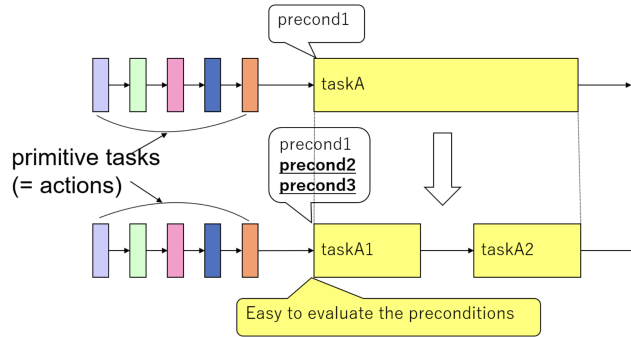 precond1
taskA
primitive tasks
(= actions)
precond1
precond2
precond3
taskA1
taskA2
Easy to evaluate the preconditions